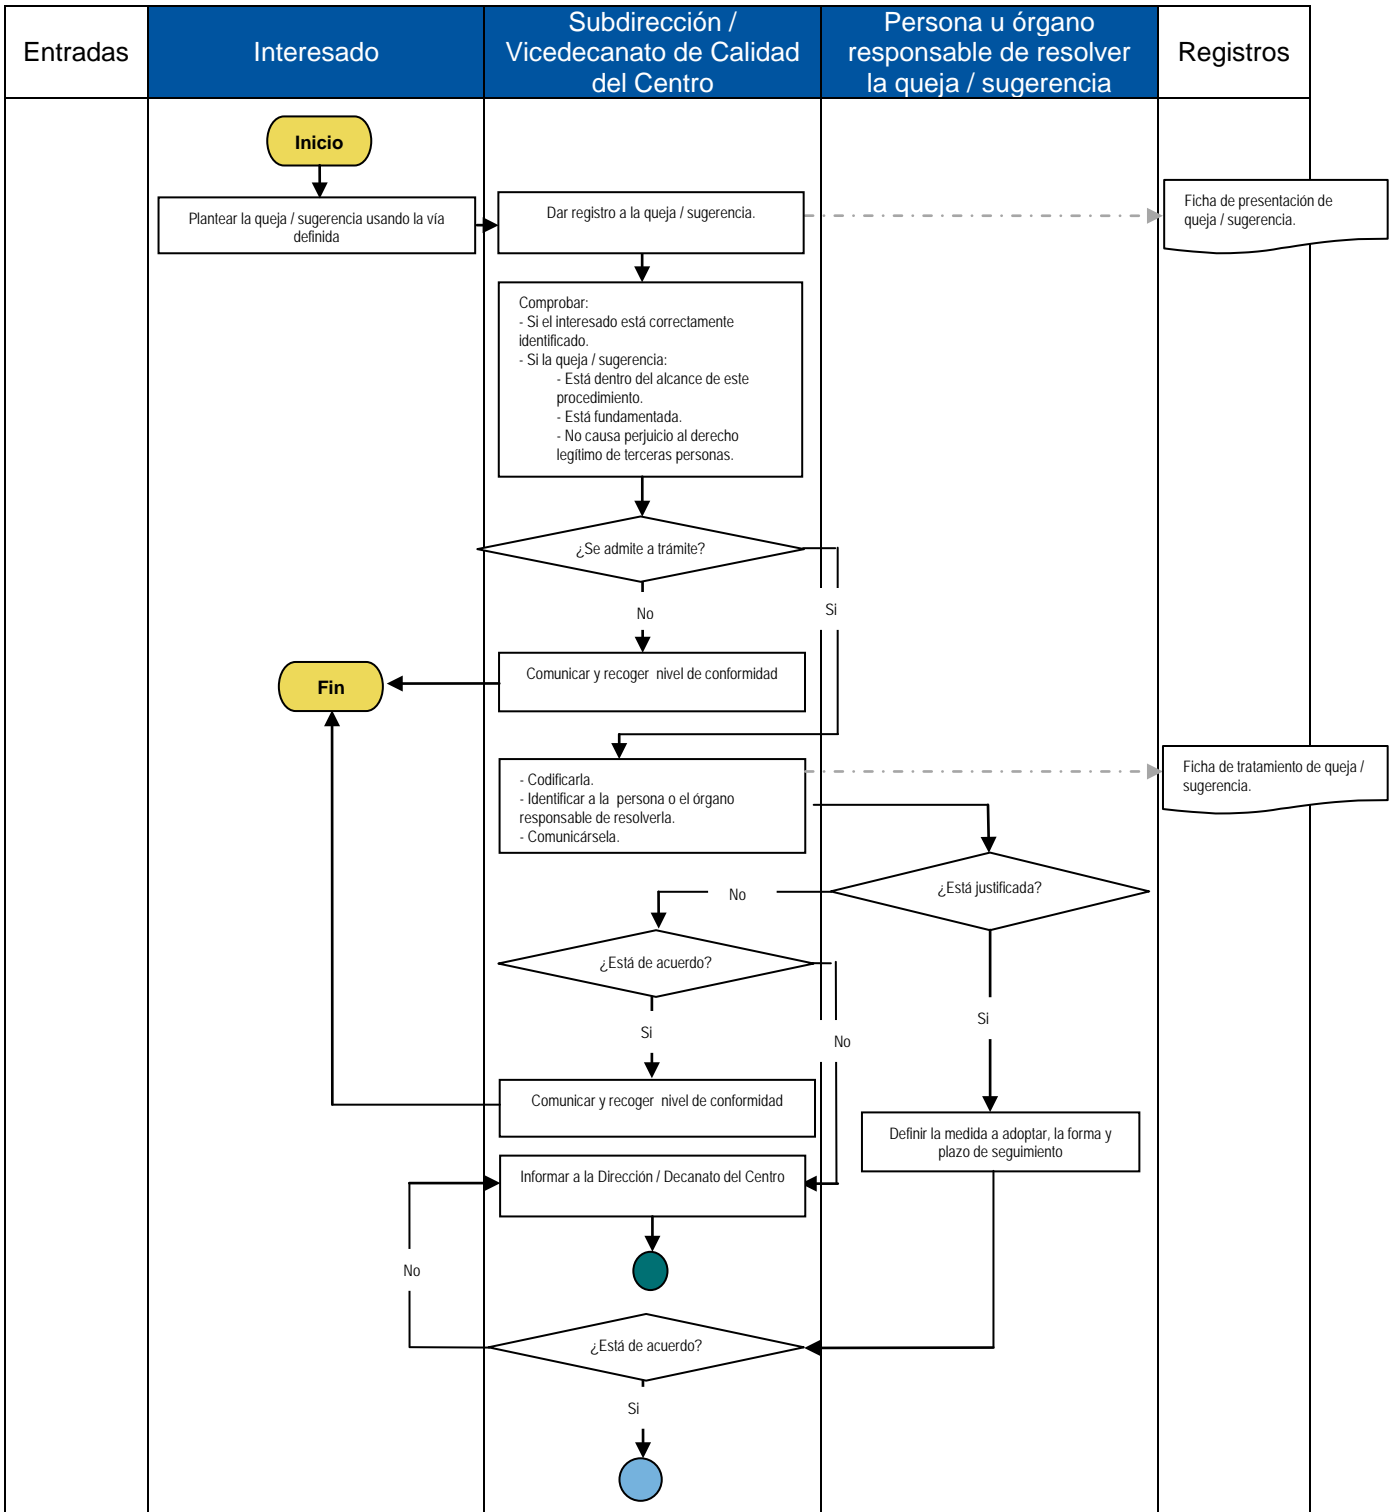 Entradas
Interesado
Subdirección /
Vicedecanato de Calidad
del Centro
Persona u órgano
responsable de resolver
la queja / sugerencia
Registros
Inicio
Plantear la queja / sugerencia usando la vía
definida
Dar registro a la queja / sugerencia.
Ficha de presentación de
queja / sugerencia.
Comprobar:
- Si el interesado está correctamente
identificado.
- Si la queja / sugerencia:
- Está dentro del alcance de este
procedimiento.
- Está fundamentada.
- No causa perjuicio al derecho
legítimo de terceras personas.
¿Se admite a trámite?
No
Si
Comunicar y recoger nivel de conformidad
Fin
- Codificarla.
- Identificar a la persona o el órgano
responsable de resolverla.
- Comunicársela.
Ficha de tratamiento de queja /
sugerencia.
¿Está justificada?
No
¿Está de acuerdo?
Si
Si
No
Comunicar y recoger nivel de conformidad
Definir la medida a adoptar, la forma y
plazo de seguimiento
Informar a la Dirección / Decanato del Centro
No
¿Está de acuerdo?
Si